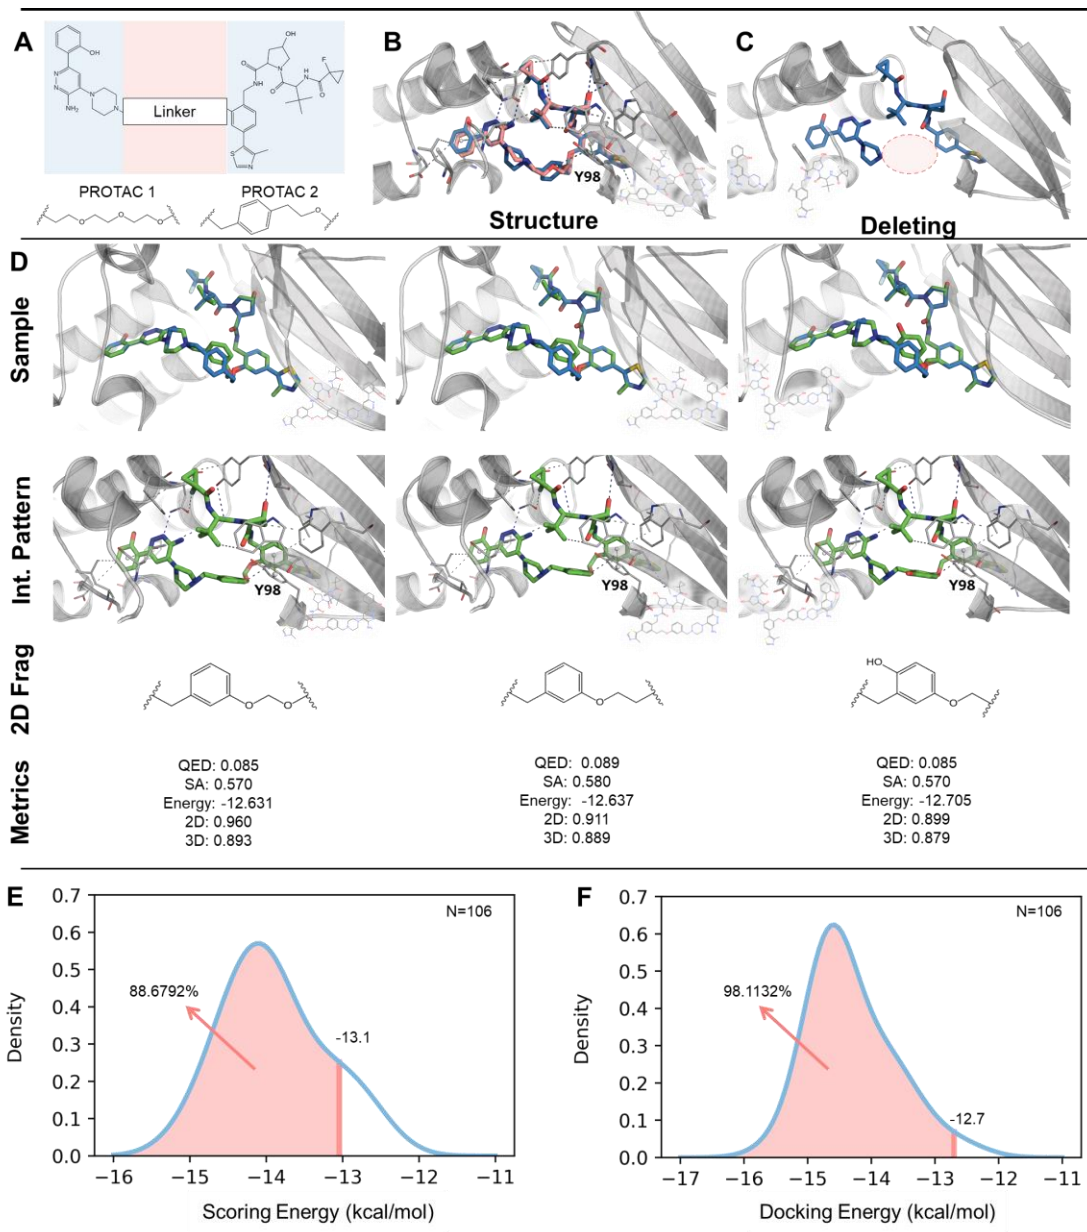 A
OH
N
N
NH₂
N
N
Linker
OH
O
NH
N
O
H
N
O
F
S
N
PROTAC 1
PROTAC 2
O
O
O
O
B
Y98
Structure
C
Deleting
D
Sample
Int. Pattern
Y98
Y98
Y98
2D Frag
O
O
O
HO
O
Metrics
QED: 0.085
SA: 0.570
Energy: -12.631
2D: 0.960
3D: 0.893
QED: 0.089
SA: 0.580
Energy: -12.637
2D: 0.911
3D: 0.889
QED: 0.085
SA: 0.570
Energy: -12.705
2D: 0.899
3D: 0.879
E
N=106
0.7
0.6
0.5
0.4
0.3
0.2
0.1
0.0
Density
88.6792%
-13.1
−16
−15
−14
−13
−12
−11
Scoring Energy (kcal/mol)
F
N=106
0.7
0.6
0.5
0.4
0.3
0.2
0.1
0.0
Density
98.1132%
-12.7
−17
−16
−15
−14
−13
−12
−11
Docking Energy (kcal/mol)